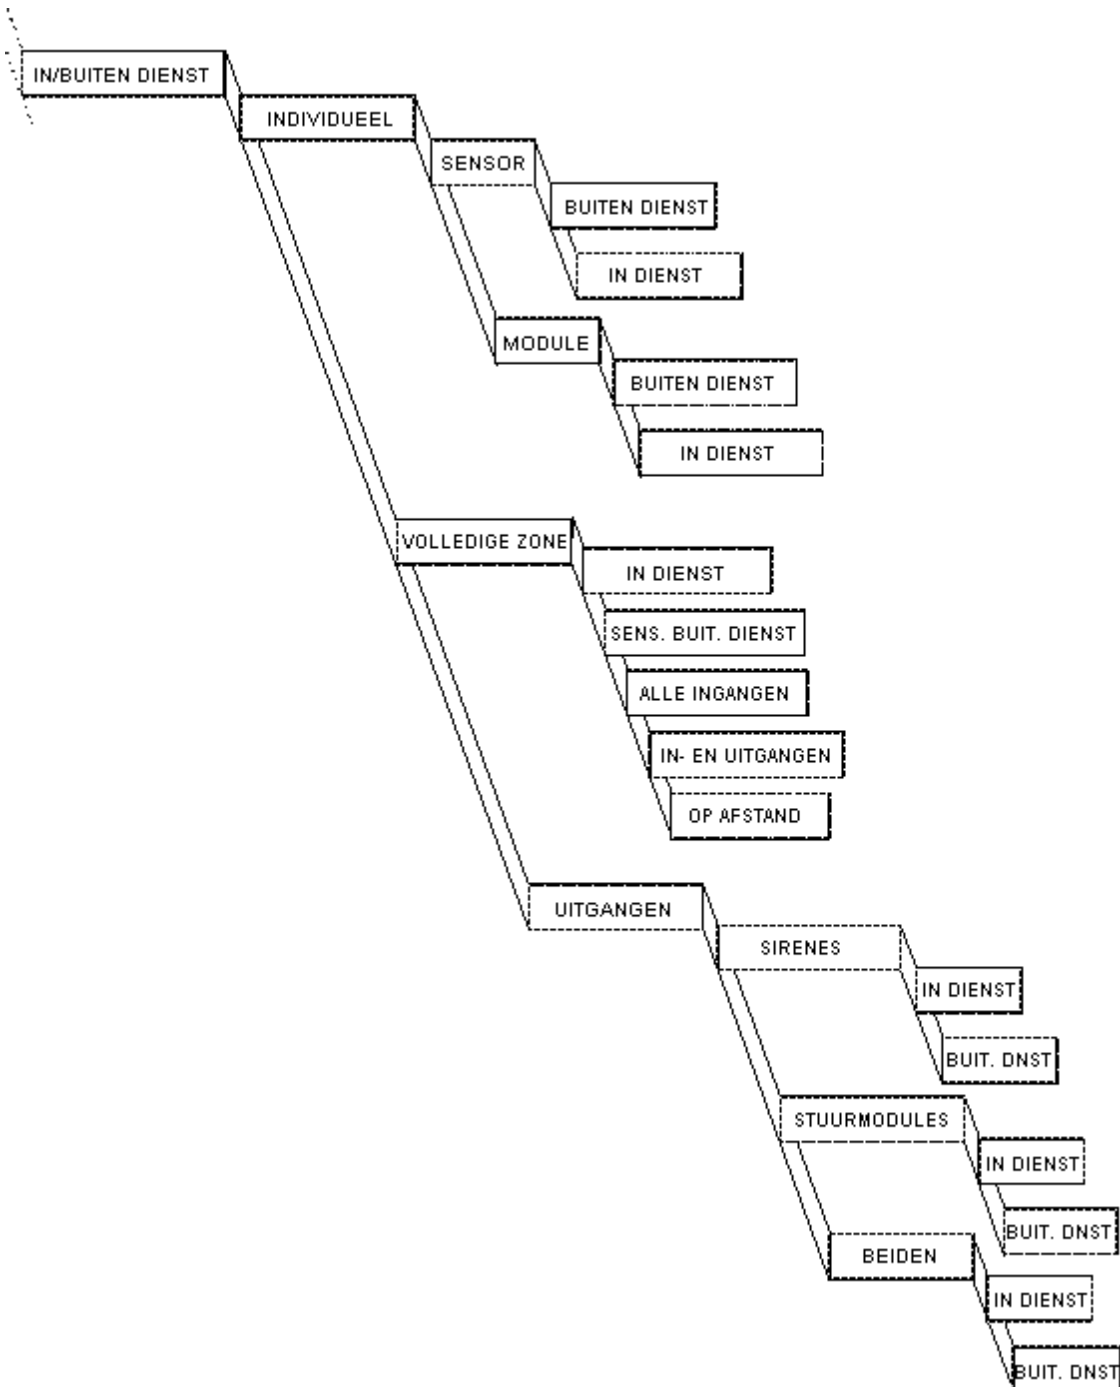 IN/BUITEN DIENST
INDIVIDUEEL
SENSOR
BUITEN DIENST
IN DIENST
MODULE
BUITEN DIENST
IN DIENST
VOLLEDIGE ZONE
IN DIENST
SENS. BUIT. DIENST
ALLE INGANGEN
IN- EN UITGANGEN
OP AFSTAND
UITGANGEN
SIRENES
IN DIENST
BUIT. DNST
STUURMODULES
IN DIENST
BUIT. DNST
BEIDEN
IN DIENST
BUIT. DNST